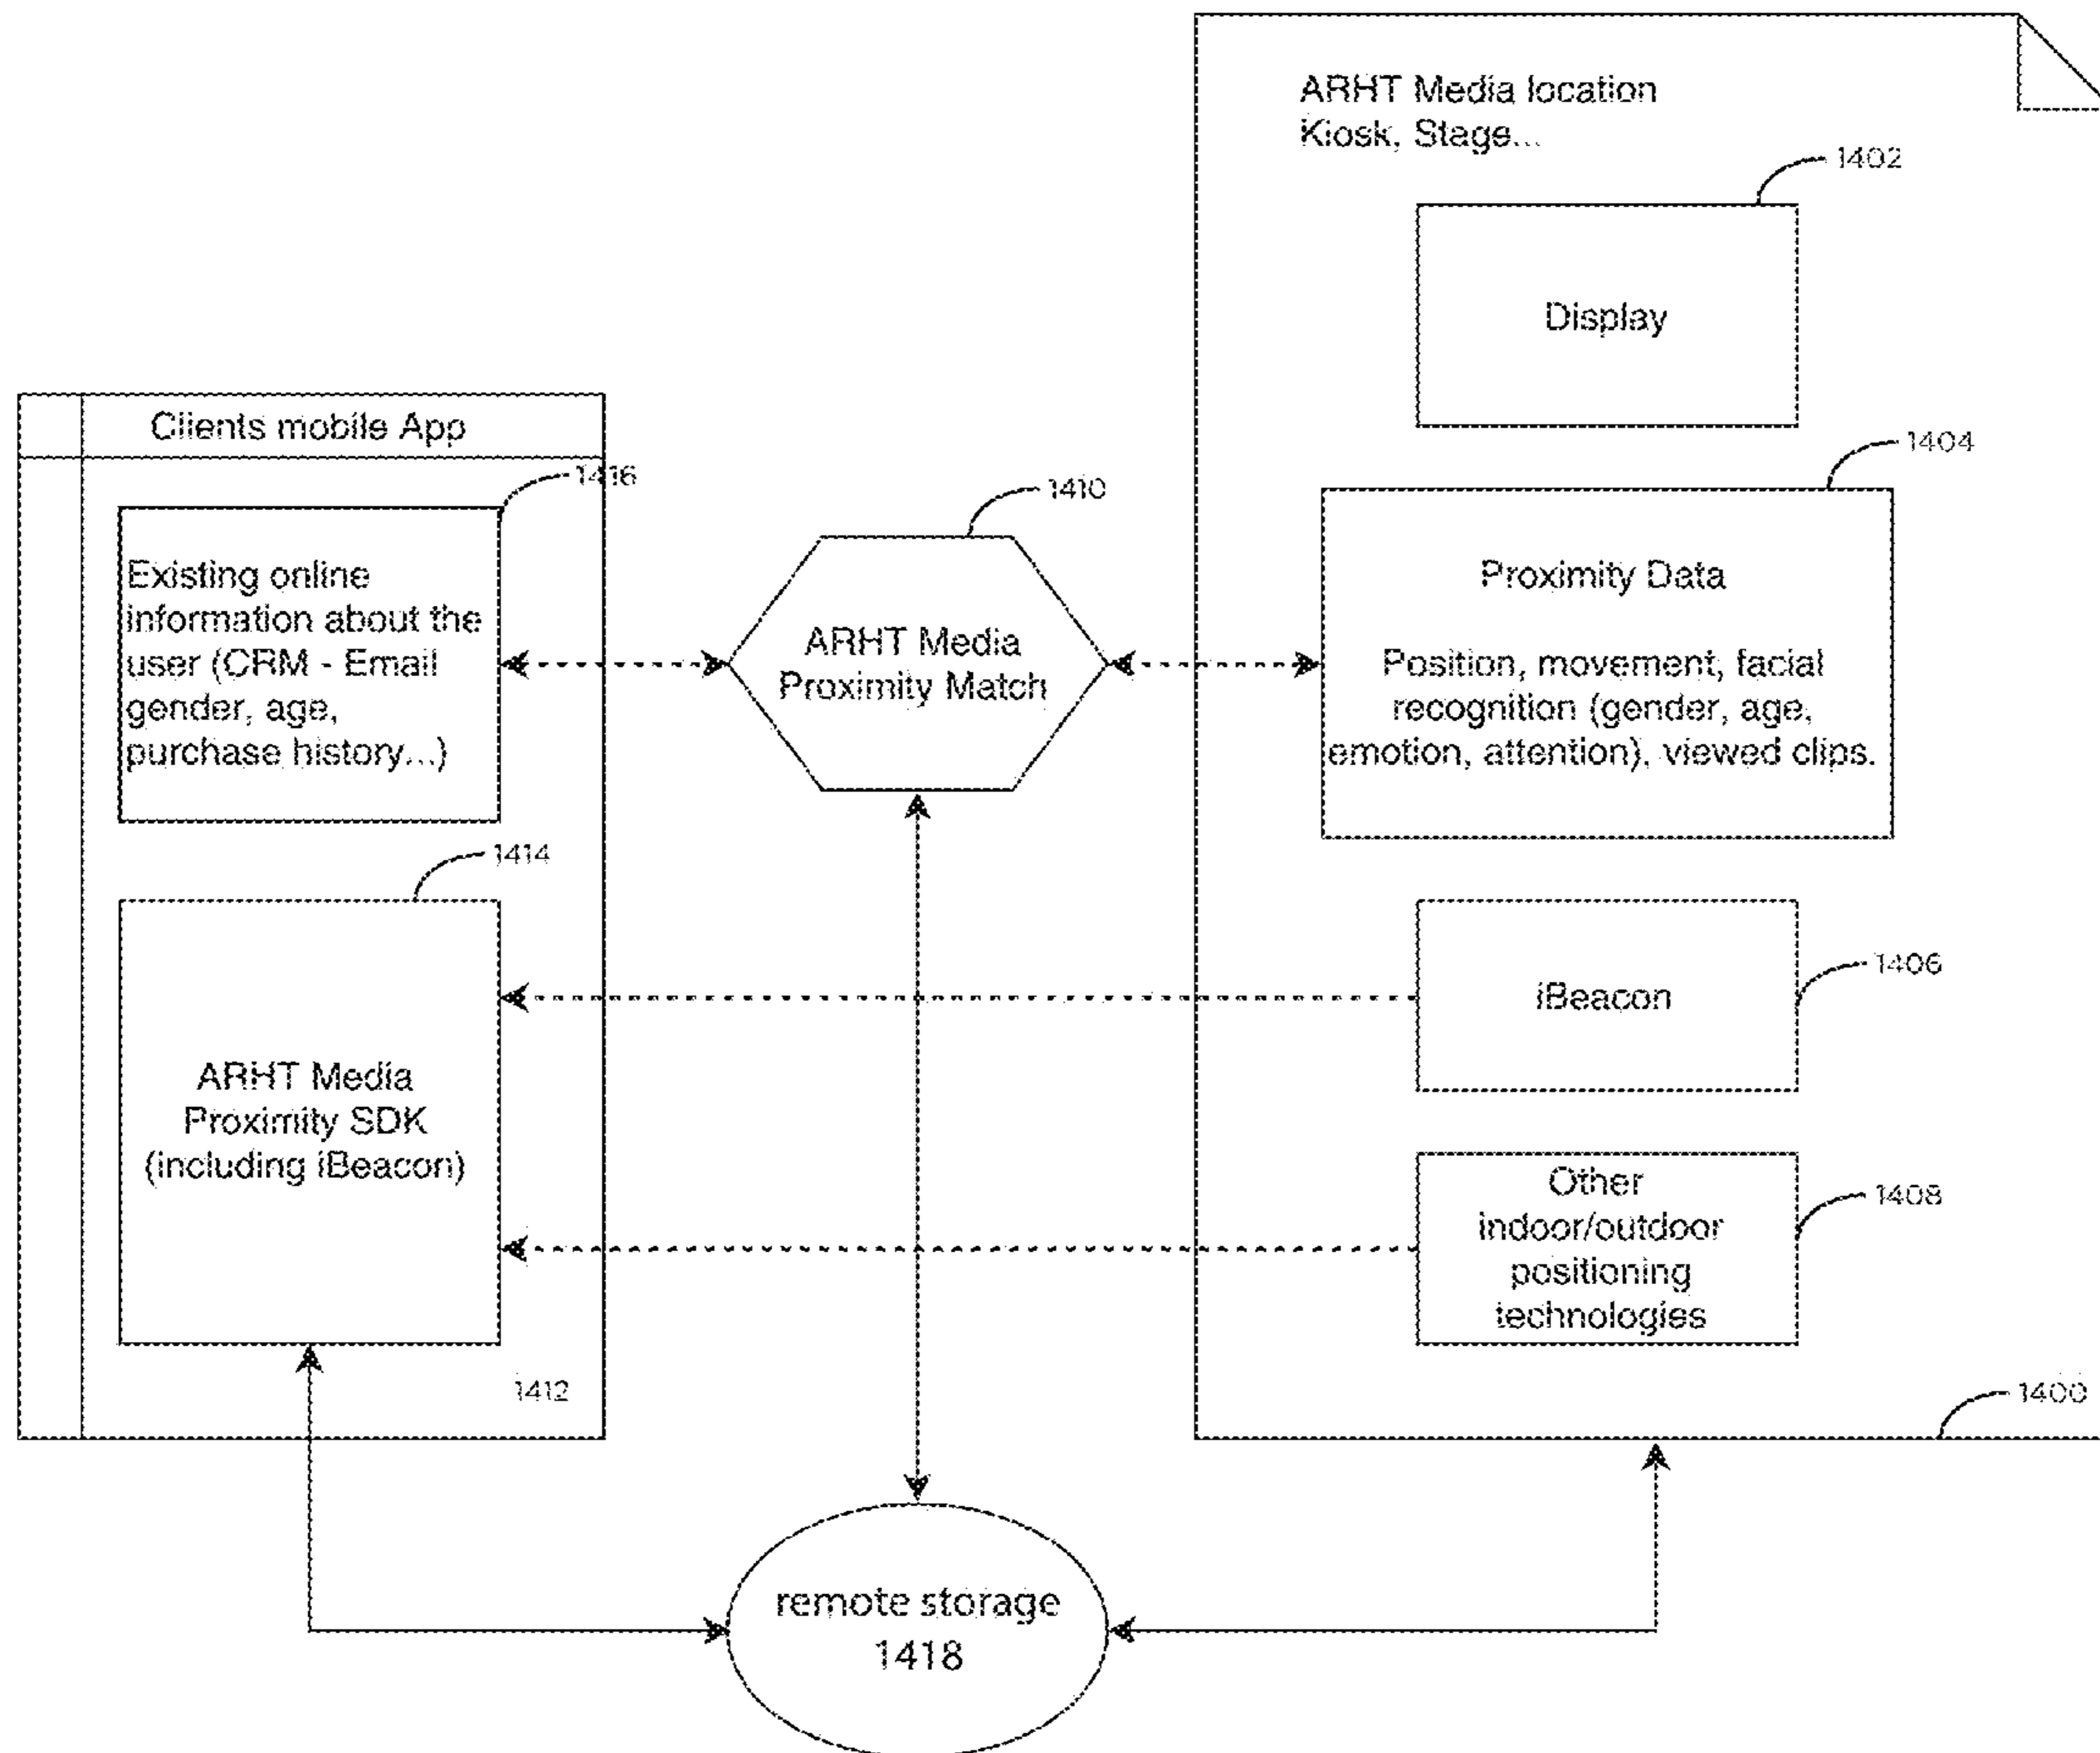 ARHT Media location
Kiosk, Stage...
1402
Display
1404
Proximity Data
Position, movement, facial
recognition (gender, age,
emotion, attention), viewed clips.
1406
iBeacon
1408
Other
indoor/outdoor
positioning
technologies
1400
Clients mobile App
1416
Existing online
information about the
user (CRM - Email
gender, age,
purchase history...)
1414
ARHT Media
Proximity SDK
(including iBeacon)
1412
1410
ARHT Media
Proximity Match
remote storage
1418